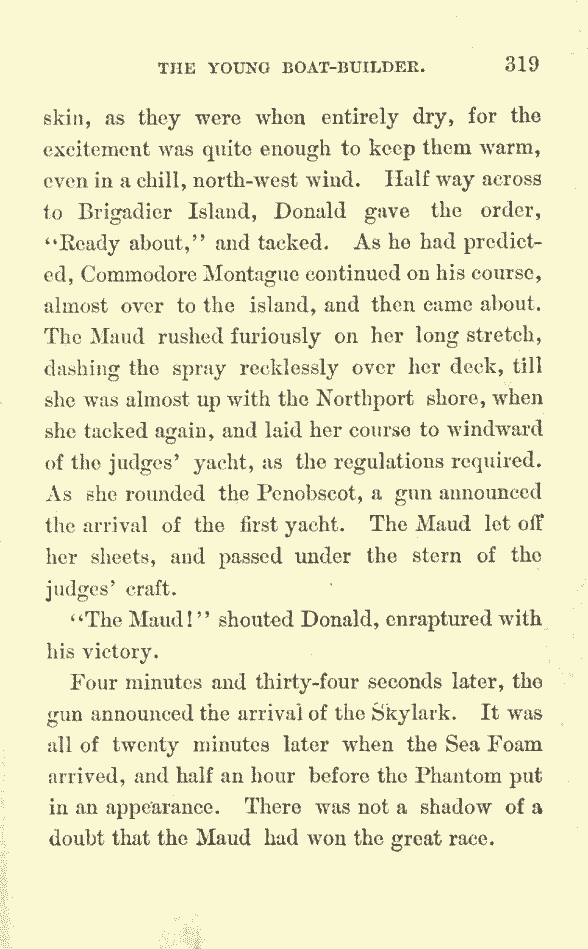 THE YOUNG BOAT-BUILDER. 319
skin, as they were when entirely dry, for the
excitement was quite enough to keep them warm,
even in a chill, north-west wind. Half way across
to Brigadier Island, Donald gave the order,
“Ready about,” and tacked. As he had predict-
ed, Commodore Montague continued on his course,
almost over to the island, and then came about.
The Maud rushed furiously on her long stretch,
dashing the spray recklessly over her deck, till
she was almost up with the Northport shore, when
she tacked again, and laid her course to windward
of the judges’ yacht, as the regulations required.
As she rounded the Penobscot, a gun announced
the arrival of the first yacht. The Maud let off
her sheets, and passed under the stern of the
judges’ craft.
“The Maud!” shouted Donald, enraptured with
his victory.
Four minutes and thirty-four seconds later, the
gun announced the arrival of the Skylark. It was
all of twenty minutes later when the Sea Foam
arrived, and half an hour before the Phantom put
in an appearance. There was not a shadow of a
doubt that the Maud had won the great race.